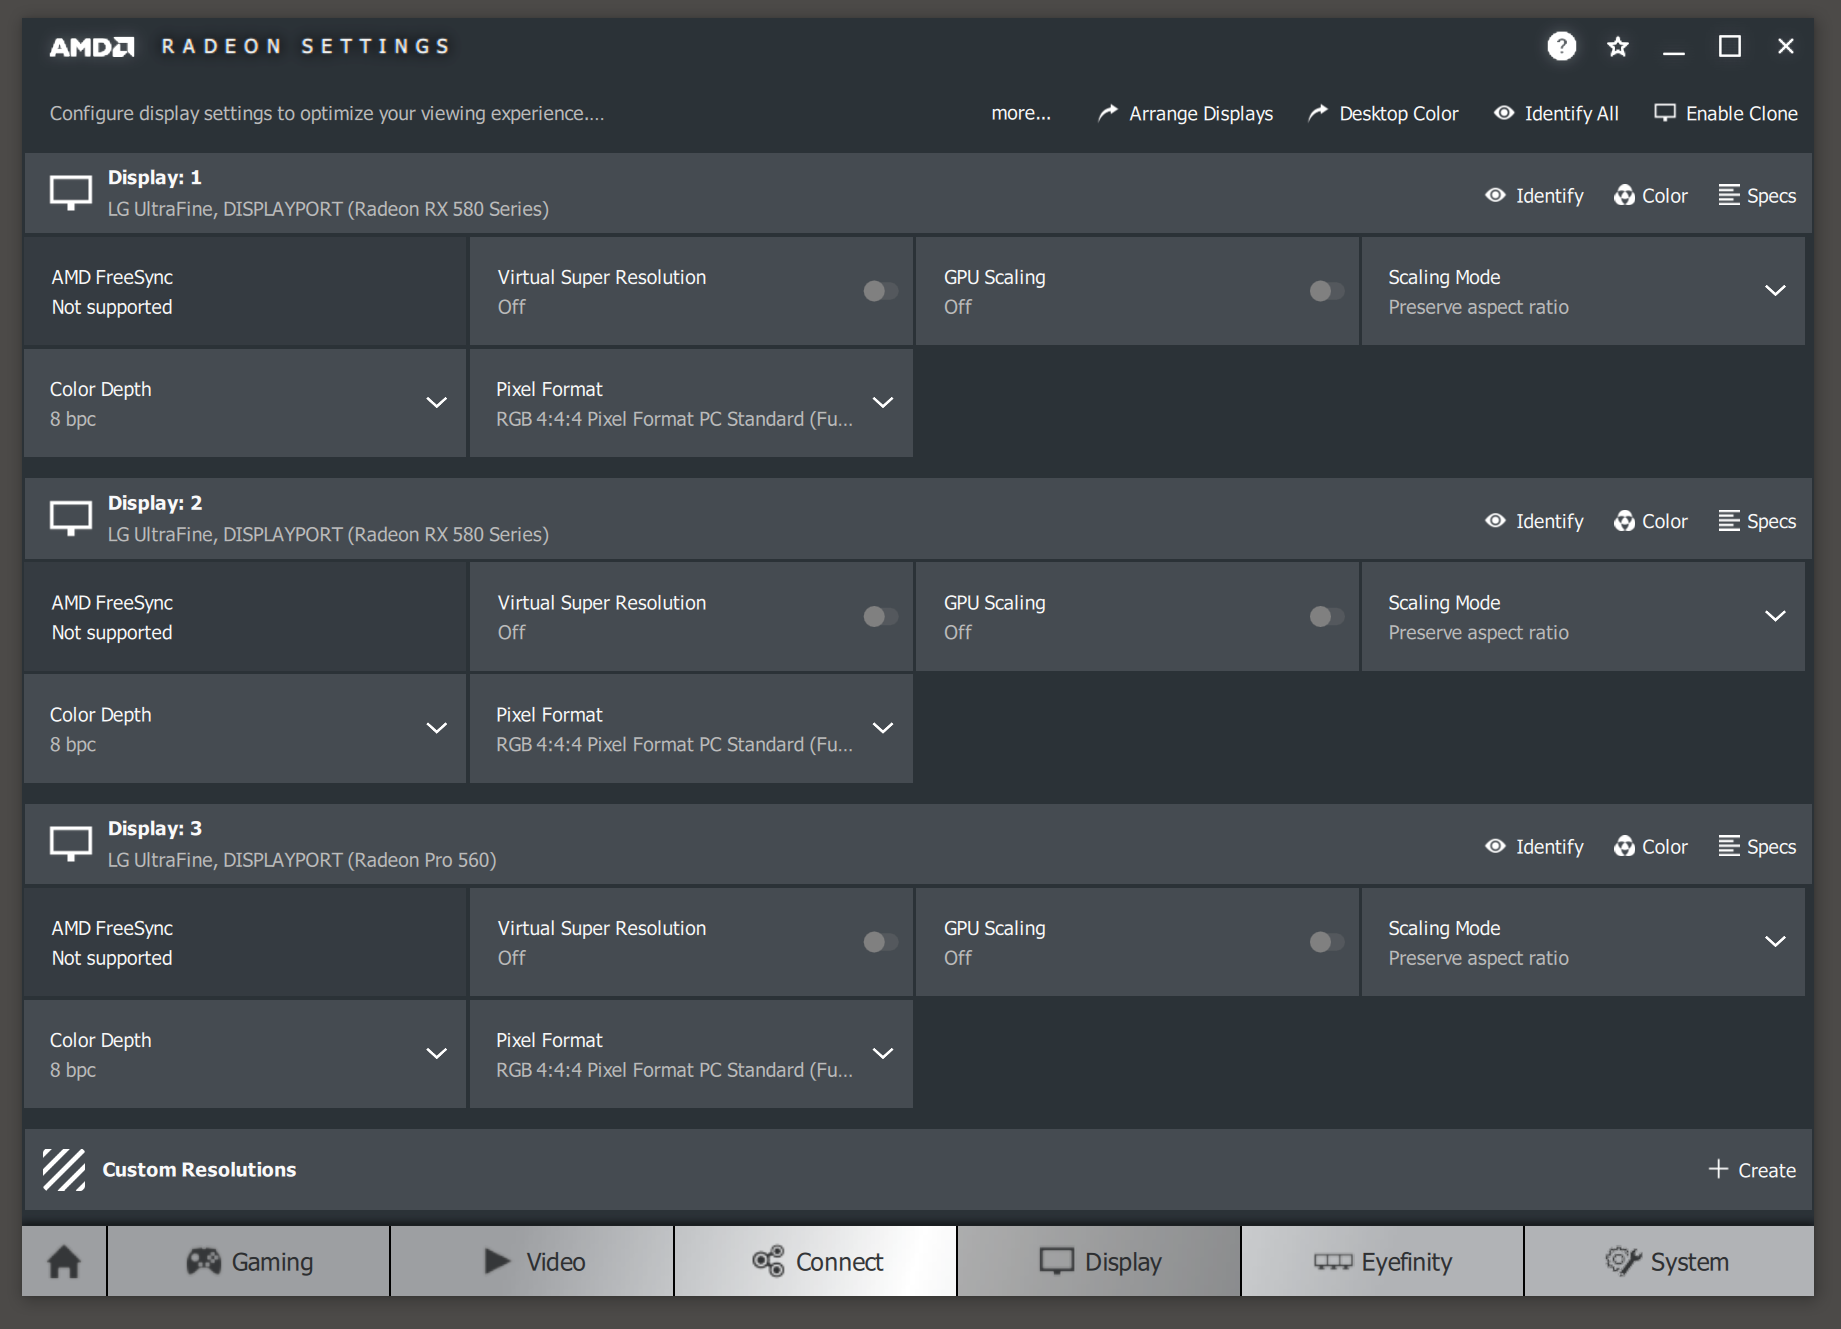 AMD RADEON SETTINGS
?
Configure display settings to optimize your viewing experience....
more... Arrange Displays Desktop Color Identify All Enable Clone
Display: 1
LG UltraFine, DISPLAYPORT (Radeon RX 580 Series)
Identify Color Specs
AMD FreeSync
Not supported
Virtual Super Resolution
Off
GPU Scaling
Off
Scaling Mode
Preserve aspect ratio
Color Depth
8 bpc
Pixel Format
RGB 4:4:4 Pixel Format PC Standard (Fu...
Display: 2
LG UltraFine, DISPLAYPORT (Radeon RX 580 Series)
Identify Color Specs
AMD FreeSync
Not supported
Virtual Super Resolution
Off
GPU Scaling
Off
Scaling Mode
Preserve aspect ratio
Color Depth
8 bpc
Pixel Format
RGB 4:4:4 Pixel Format PC Standard (Fu...
Display: 3
LG UltraFine, DISPLAYPORT (Radeon Pro 560)
Identify Color Specs
AMD FreeSync
Not supported
Virtual Super Resolution
Off
GPU Scaling
Off
Scaling Mode
Preserve aspect ratio
Color Depth
8 bpc
Pixel Format
RGB 4:4:4 Pixel Format PC Standard (Fu...
Custom Resolutions
Create
Gaming Video Connect Display Eyefinity System